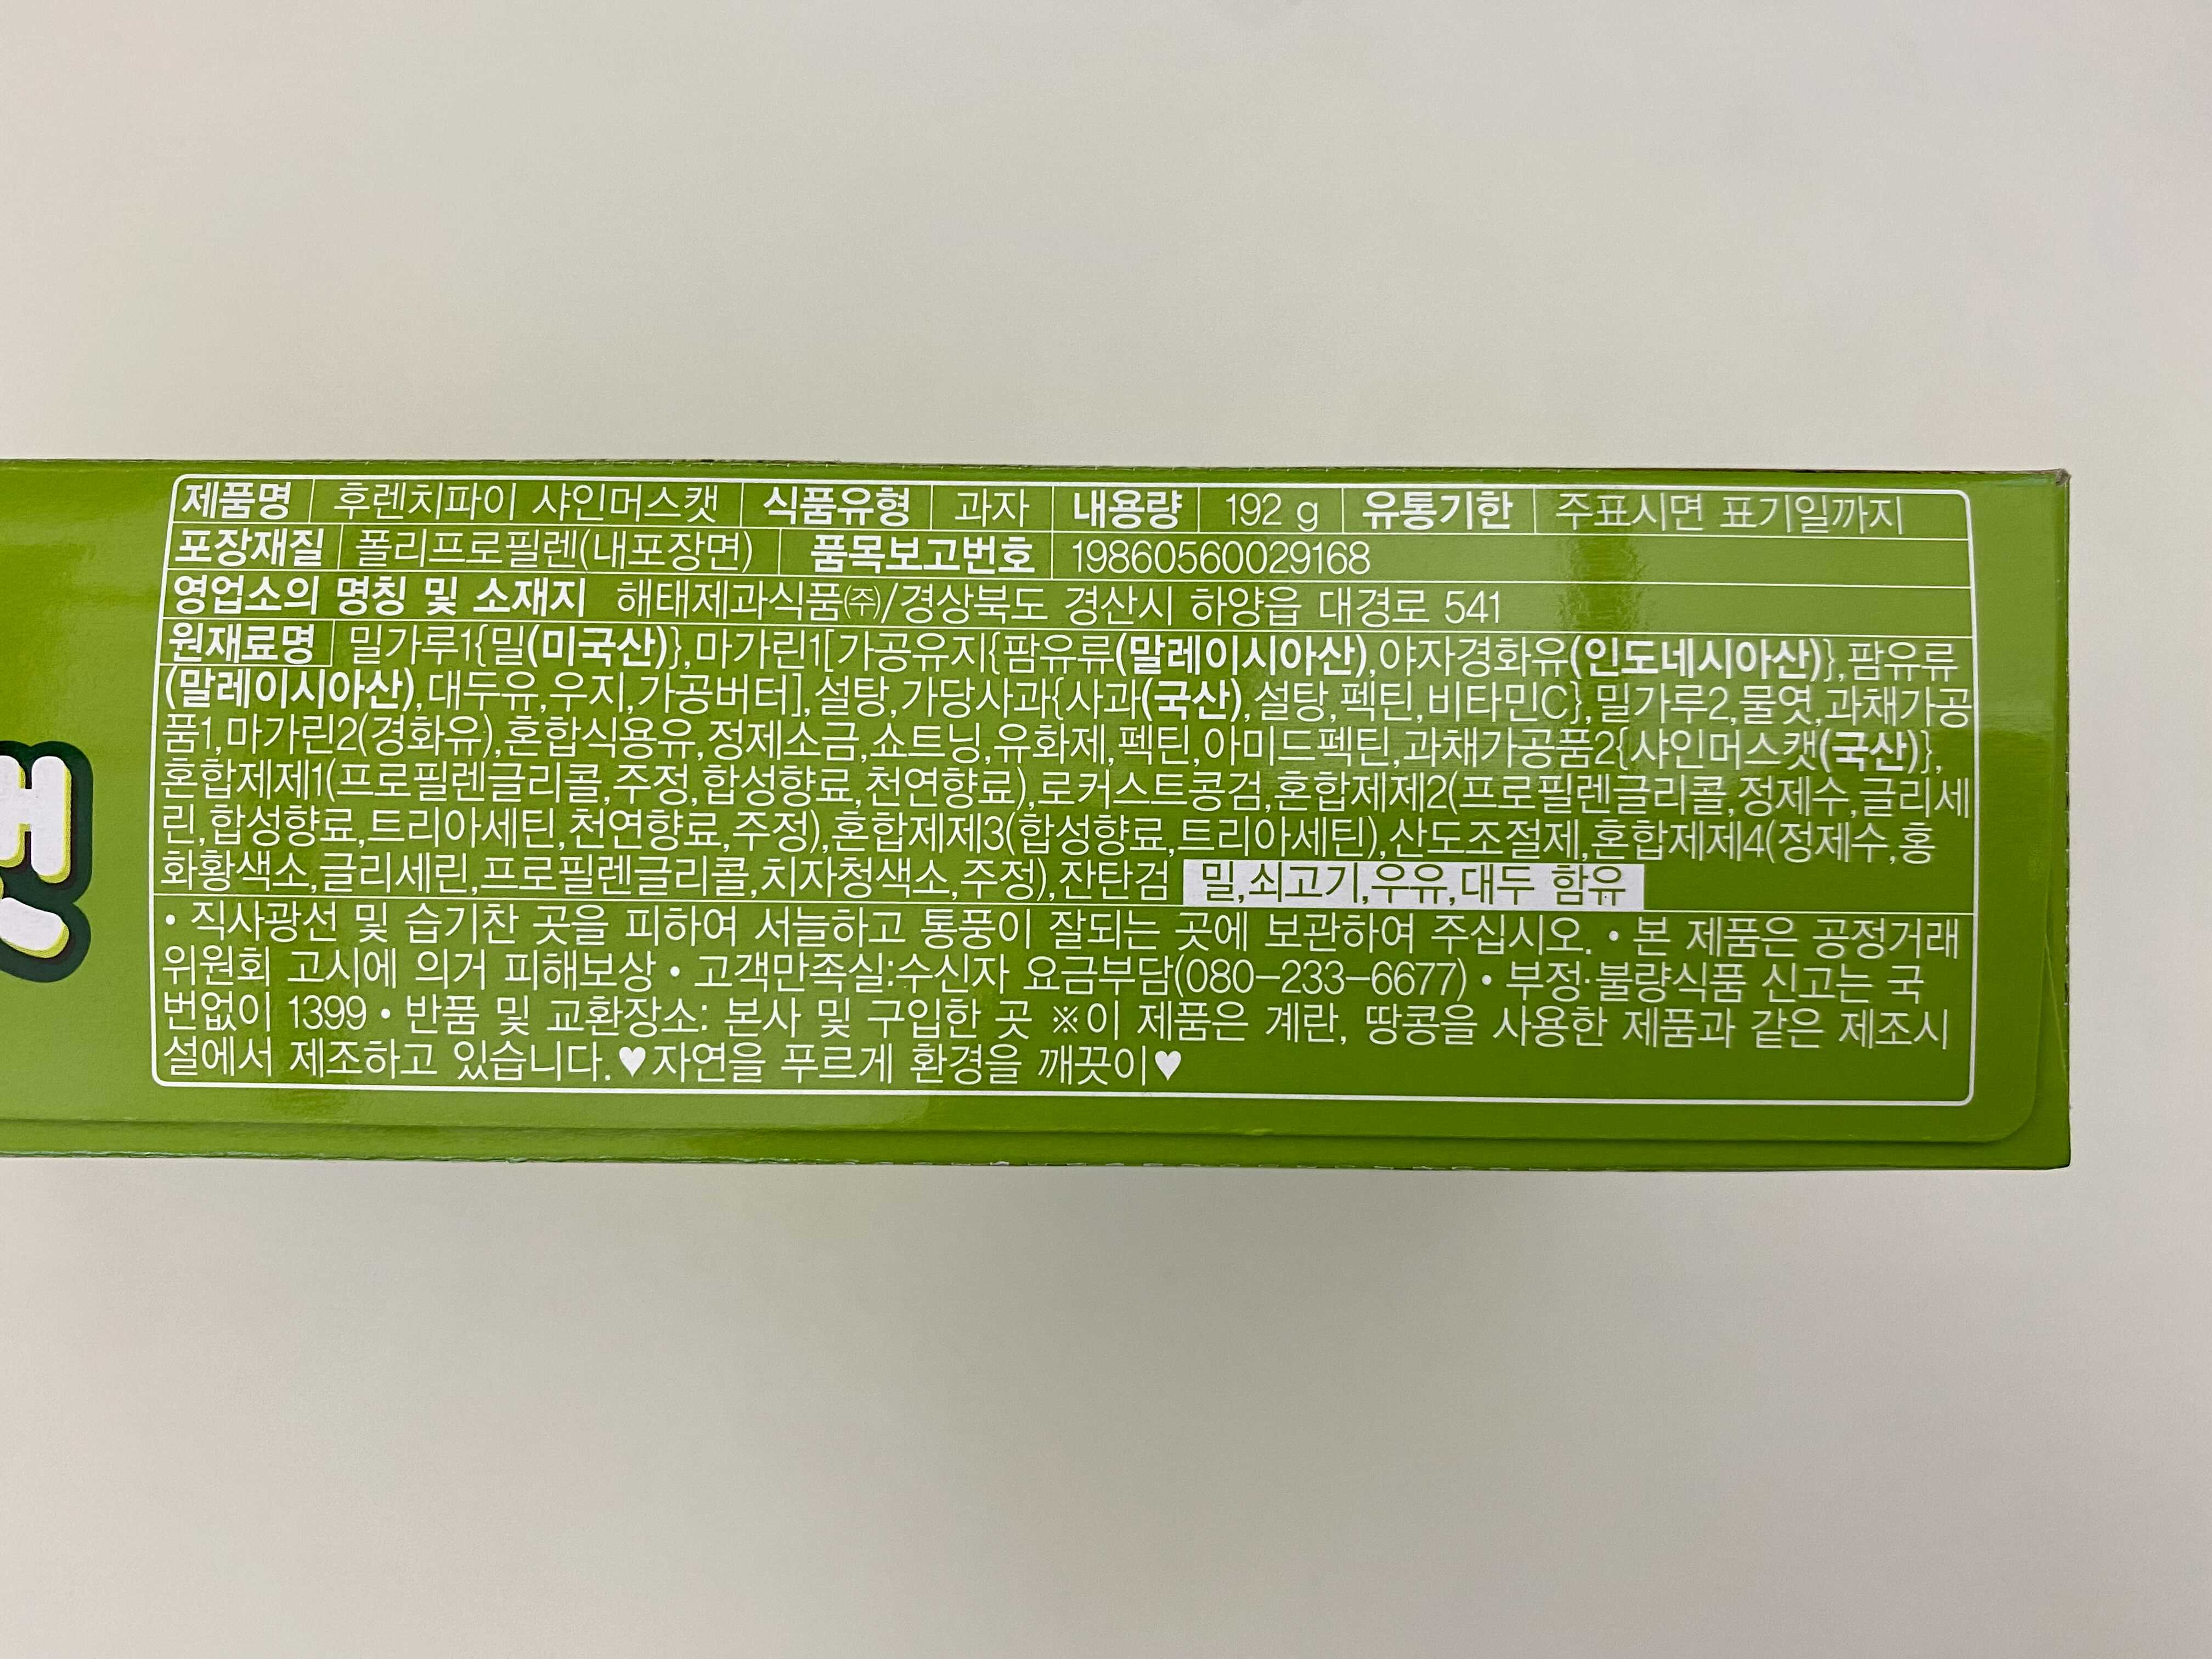 제품명 후렌치파이 샤인머스캣 식품유형 과자 내용량 192 g 유통기한 주표시면 표기일까지
포장재질 폴리프로필렌(내포장면) 품목보고번호 19860560029168
영업소의 명칭 및 소재지 해태제과식품㈜/경상북도 경산시 하양읍 대경로 541
원재료명 밀가루1{밀(미국산)},마가린1[가공유지{팜유류(말레이시아산),야자경화유(인도네시아산)},팜유류
(말레이시아산),대두유,우지,가공버터],설탕,가당사과{사과(국산),설탕,펙틴,비타민C},밀가루2,물엿,과채가공
품1,마가린2(경화유),혼합식용유,정제소금,쇼트닝,유화제,펙틴,아미드펙틴,과채가공품2{샤인머스캣(국산)},
혼합제제1(프로필렌글리콜,주정,합성향료,천연향료),로커스트콩검,혼합제제2(프로필렌글리콜,정제수,글리세
린,합성향료,트리아세틴,천연향료,주정),혼합제제3(합성향료,트리아세틴),산도조절제,혼합제제4(정제수,홍
화황색소,글리세린,프로필렌글리콜,치자청색소,주정),잔탄검 밀,쇠고기,우유,대두 함유
• 직사광선 및 습기찬 곳을 피하여 서늘하고 통풍이 잘되는 곳에 보관하여 주십시오. • 본 제품은 공정거래
위원회 고시에 의거 피해보상 • 고객만족실:수신자 요금부담(080-233-6677) • 부정·불량식품 신고는 국
번없이 1399 • 반품 및 교환장소: 본사 및 구입한 곳 ※이 제품은 계란, 땅콩을 사용한 제품과 같은 제조시
설에서 제조하고 있습니다.♥자연을 푸르게 환경을 깨끗이♥